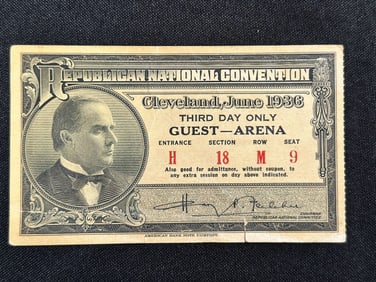 REPUBLICAN NATIONAL CONVENTION
Cleveland, June 1936
THIRD DAY ONLY
GUEST—ARENA
ENTRANCE SECTION ROW SEAT
H 18 M 9
Also good for admittance, without coupon, to
any extra session on day above indicated.
CHAIRMAN
REPUBLICAN NATIONAL COMMITTEE
AMERICAN BANK NOTE COMPANY.